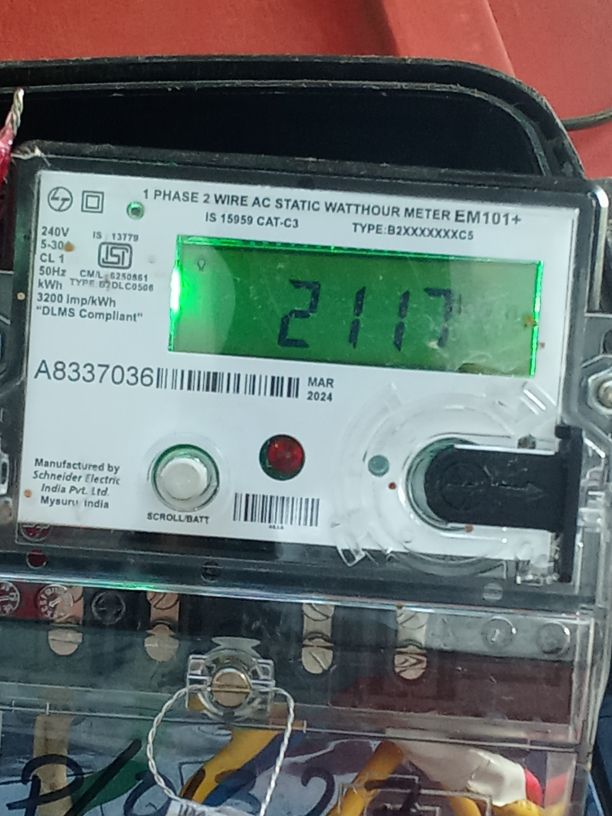 1 PHASE 2 WIRE AC STATIC WATTHOUR METER EM101+
IS 15959 CAT-C3 TYPE:B2XXXXXXXC5
240V
5-30A
CL 1
50Hz
kWh
3200 imp/kWh
"DLMS Compliant"
IS 13779
ISI
CM/L
TYPE
2117
A8337036
MAR
2024
Manufactured by
Schneider Electric
India Pvt. Ltd.
Mysuru India
SCROLL/BATT